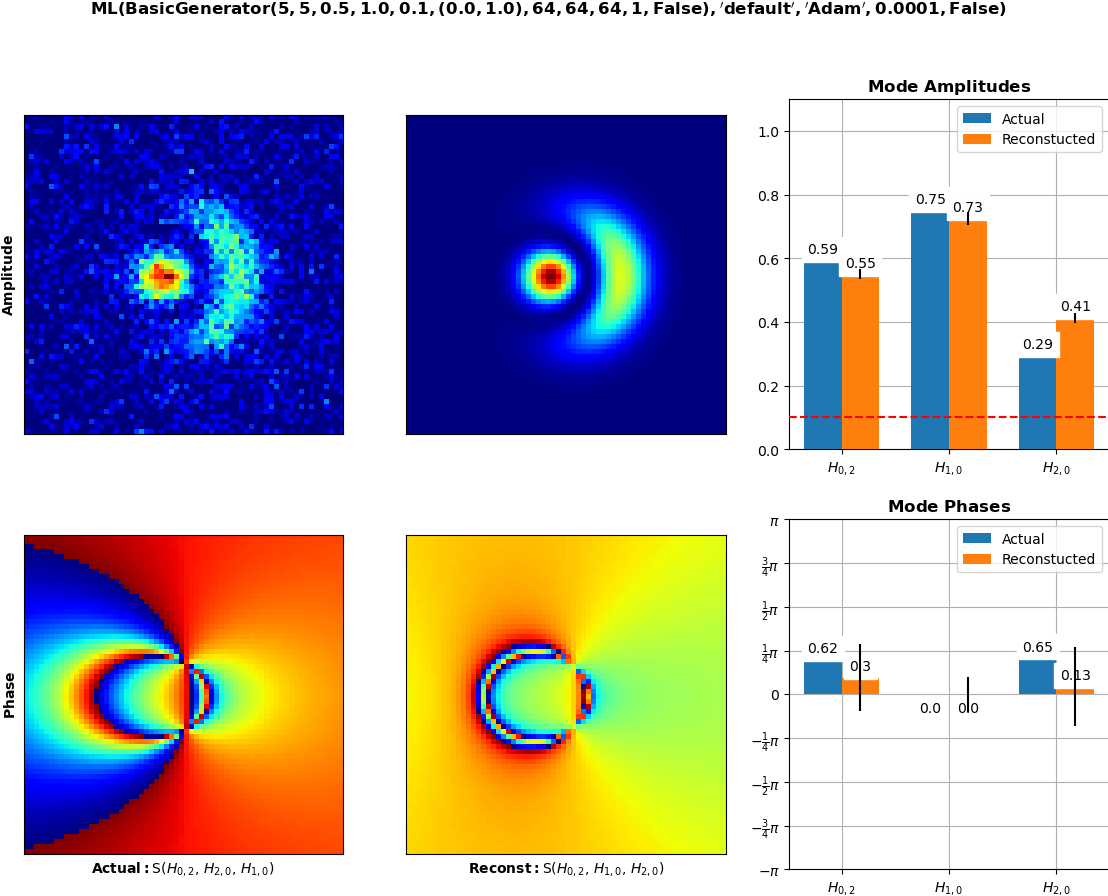 ML(BasicGenerator(5, 5, 0.5, 1.0, 0.1, (0.0, 1.0), 64, 64, 64, 1, False), 'default', 'Adam', 0.0001, False)
Amplitude
Mode Amplitudes
Actual
Reconstucted
1.0
0.8
0.6
0.4
0.2
0.0
0.59
0.55
0.75
0.73
0.29
0.41
H0,2
H1,0
H2,0
Phase
Actual: S(H0,2, H2,0, H1,0)
Reconst: S(H0,2, H1,0, H2,0)
Mode Phases
Actual
Reconstucted
π
3/4π
1/2π
1/4π
0
−1/4π
−1/2π
−3/4π
−π
0.62
0.3
0.0
0.0
0.65
0.13
H0,2
H1,0
H2,0